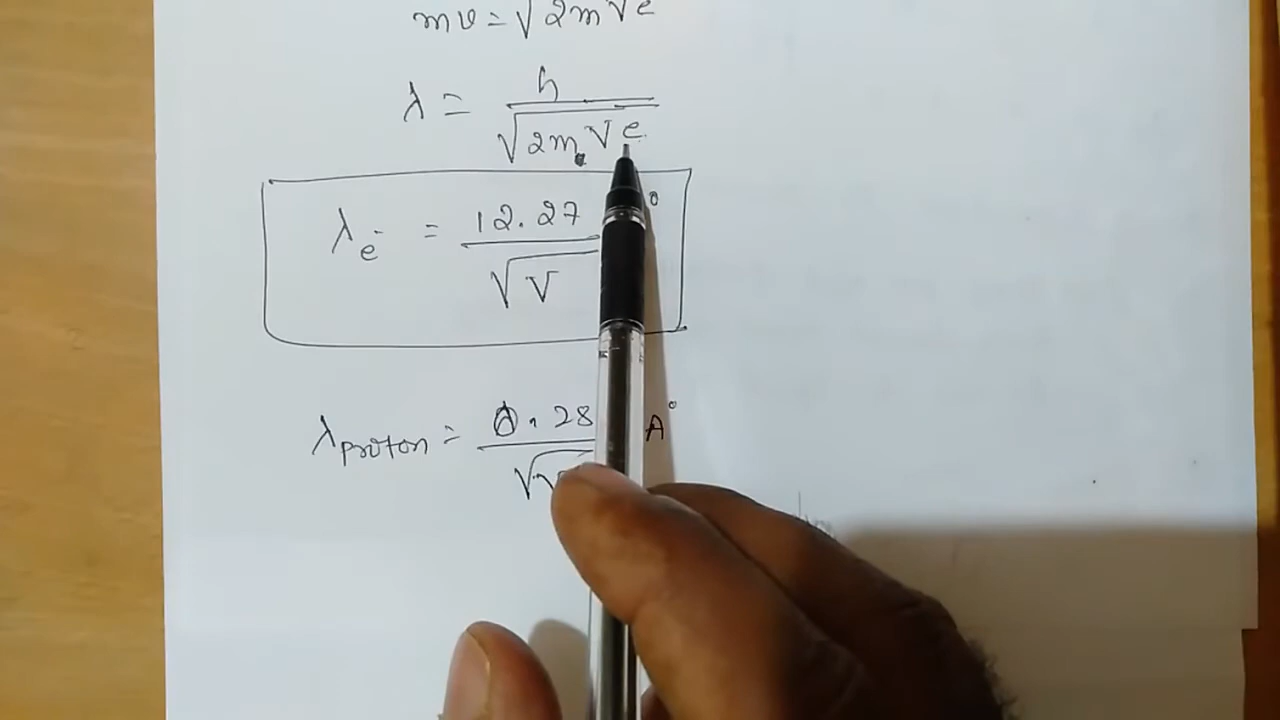 mv = √2mVe
λ = h / √2mVe
λe⁻ = 12.27 / √V °
λproton = 0.28 / √V A°